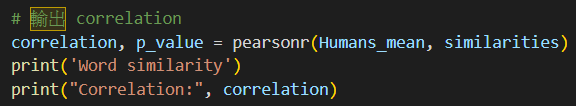 # 輸出 correlation
correlation, p_value = pearsonr(Humans_mean, similarities)
print('Word similarity')
print("Correlation:", correlation)